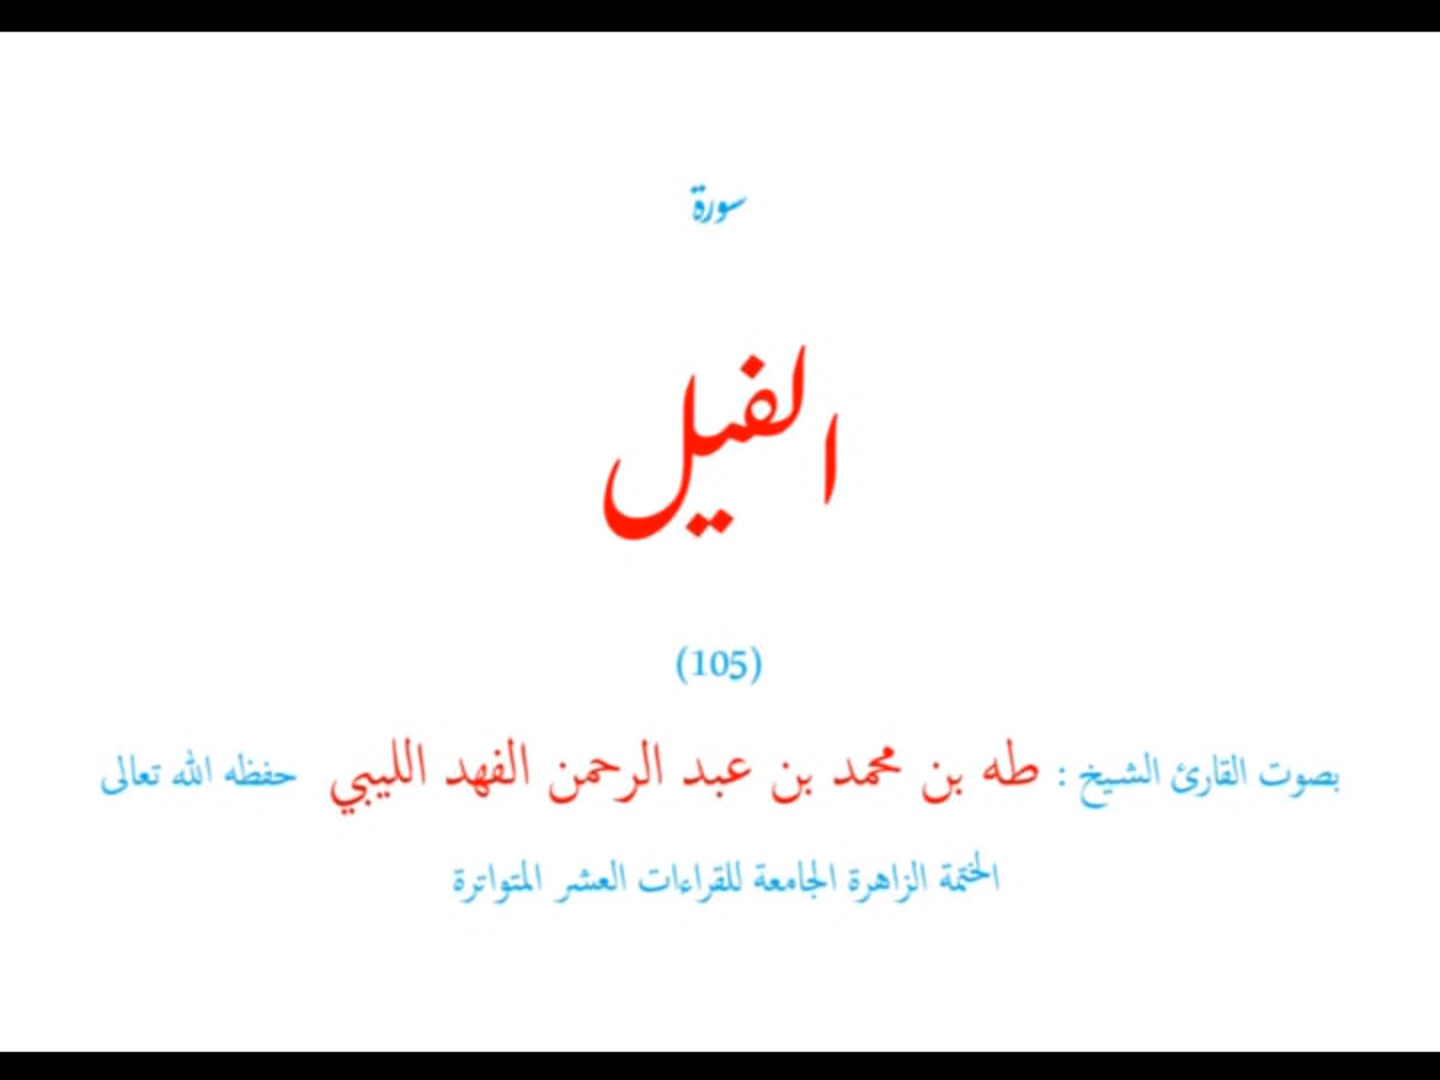 سورة
الفيل
(105)
بصوت القارئ الشيخ : طه بن محمد بن عبد الرحمن الفهد الليبي حفظه الله تعالى
الختمة الزاهرة الجامعة للقراءات العشر المتواترة